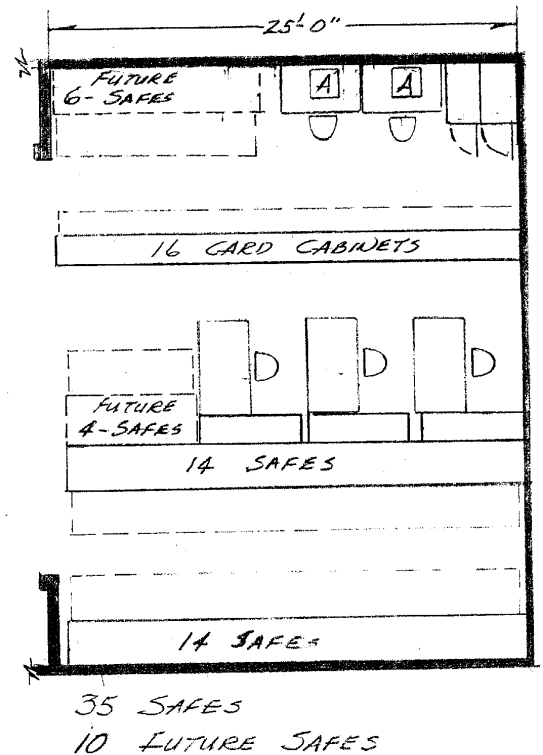 25'-0"
FUTURE
6-SAFES
A A
16 CARD CABINETS
FUTURE
4-SAFES
14 SAFES
14 SAFES
35 SAFES
10 FUTURE SAFES